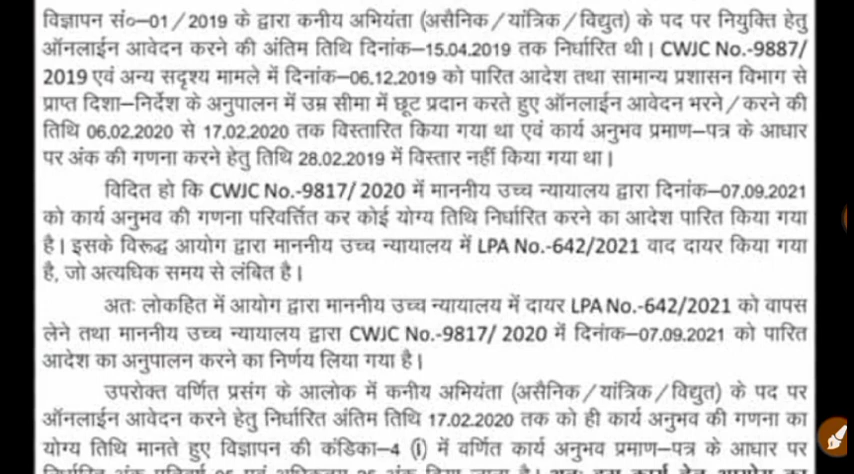 विज्ञापन सं०–01/2019 के द्वारा कनीय अभियंता (असैनिक/यांत्रिक/विद्युत) के पद पर नियुक्ति हेतु
ऑनलाईन आवेदन करने की अंतिम तिथि दिनांक–15.04.2019 तक निर्धारित थी। CWJC No.-9887/
2019 एवं अन्य सदृश्य मामले में दिनांक–06.12.2019 को पारित आदेश तथा सामान्य प्रशासन विभाग से
प्राप्त दिशा–निर्देश के अनुपालन में उम्र सीमा में छूट प्रदान करते हुए ऑनलाईन आवेदन भरने/करने की
तिथि 06.02.2020 से 17.02.2020 तक विस्तारित किया गया था एवं कार्य अनुभव प्रमाण–पत्र के आधार
पर अंक की गणना करने हेतु तिथि 28.02.2019 में विस्तार नहीं किया गया था।
विदित हो कि CWJC No.-9817/ 2020 में माननीय उच्च न्यायालय द्वारा दिनांक–07.09.2021
को कार्य अनुभव की गणना परिवर्त्तित कर कोई योग्य तिथि निर्धारित करने का आदेश पारित किया गया
है। इसके विरूद्ध आयोग द्वारा माननीय उच्च न्यायालय में LPA No.-642/2021 वाद दायर किया गया
है, जो अत्यधिक समय से लंबित है।
अतः लोकहित में आयोग द्वारा माननीय उच्च न्यायालय में दायर LPA No.-642/2021 को वापस
लेने तथा माननीय उच्च न्यायालय द्वारा CWJC No.-9817/ 2020 में दिनांक–07.09.2021 को पारित
आदेश का अनुपालन करने का निर्णय लिया गया है।
उपरोक्त वर्णित प्रसंग के आलोक में कनीय अभियंता (असैनिक/यांत्रिक/विद्युत) के पद पर
ऑनलाईन आवेदन करने हेतु निर्धारित अंतिम तिथि 17.02.2020 तक को ही कार्य अनुभव की गणना का
योग्य तिथि मानते हुए विज्ञापन की कंडिका–4 (i) में वर्णित कार्य अनुभव प्रमाण–पत्र के आधार पर